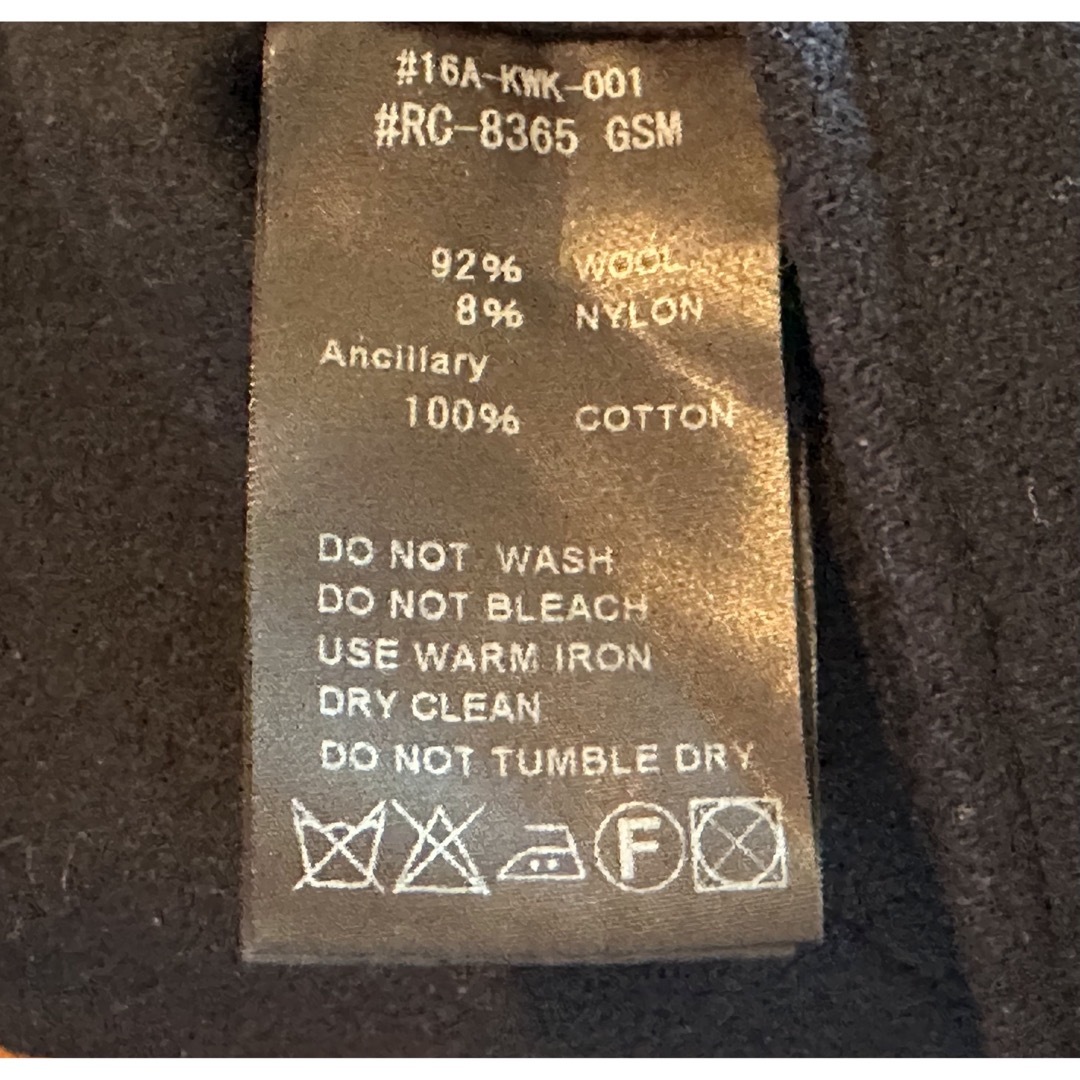 #16A-KWK-001
#RC-8365 GSM
92% WOOL
8% NYLON
Ancillary
100% COTTON
DO NOT WASH
DO NOT BLEACH
USE WARM IRON
DRY CLEAN
DO NOT TUMBLE DRY
F